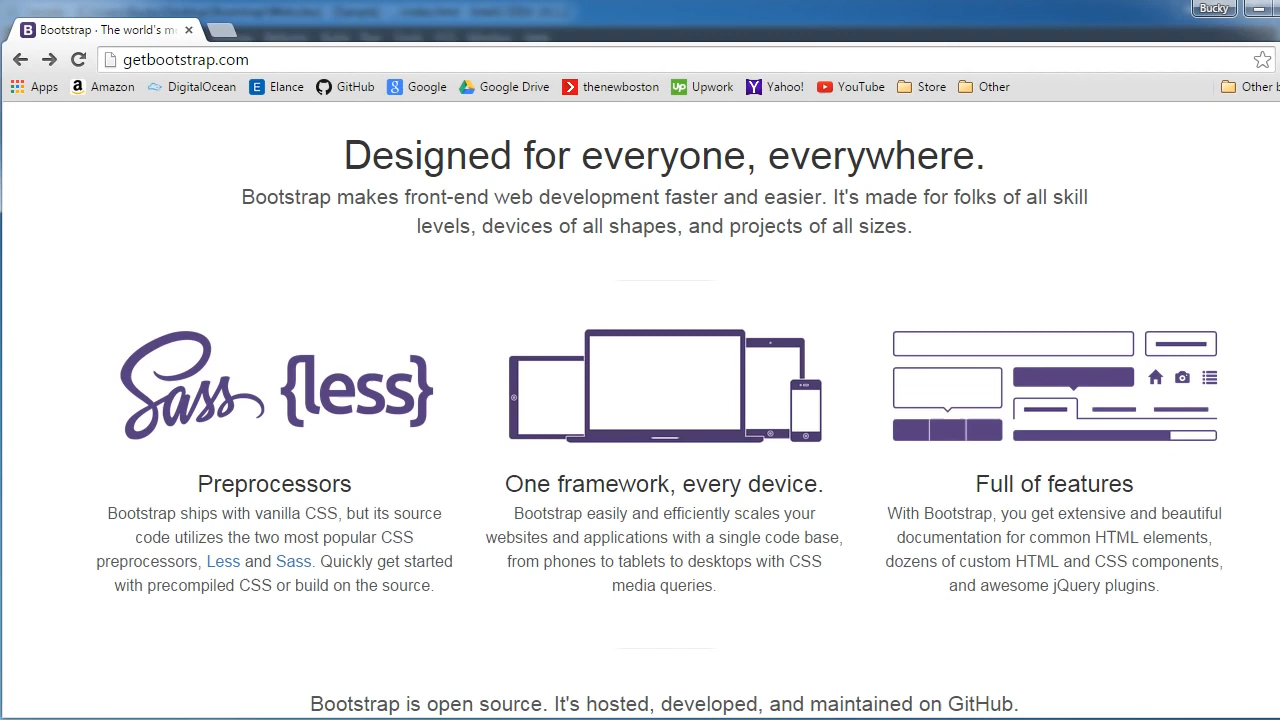 Bucky
Bootstrap · The world's m
getbootstrap.com
Apps Amazon DigitalOcean Elance GitHub Google Google Drive thenewboston Upwork Yahoo! YouTube Store Other Other b
Designed for everyone, everywhere.
Bootstrap makes front-end web development faster and easier. It's made for folks of all skill
levels, devices of all shapes, and projects of all sizes.
Sass {less}
Preprocessors
Bootstrap ships with vanilla CSS, but its source
code utilizes the two most popular CSS
preprocessors, Less and Sass. Quickly get started
with precompiled CSS or build on the source.
One framework, every device.
Bootstrap easily and efficiently scales your
websites and applications with a single code base,
from phones to tablets to desktops with CSS
media queries.
Full of features
With Bootstrap, you get extensive and beautiful
documentation for common HTML elements,
dozens of custom HTML and CSS components,
and awesome jQuery plugins.
Bootstrap is open source. It's hosted, developed, and maintained on GitHub.